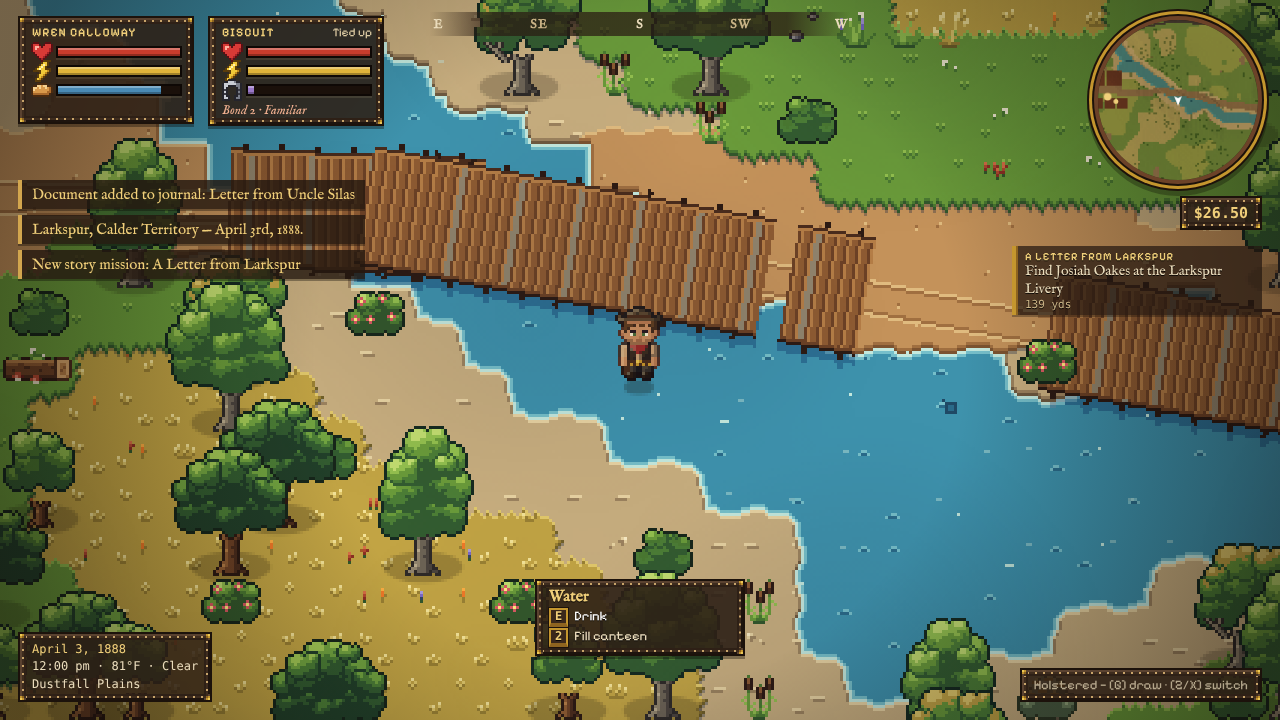 WREN CALLOWAY
BISCUIT Tied up
Bond 2 · Familiar
E SE S SW W
$26.50
Document added to journal: Letter from Uncle Silas
Larkspur, Calder Territory — April 3rd, 1888.
New story mission: A Letter from Larkspur
A LETTER FROM LARKSPUR
Find Josiah Oakes at the Larkspur
Livery
139 yds
Water
E Drink
2 Fill canteen
April 3, 1888
12:00 pm · 81°F · Clear
Dustfall Plains
Holstered - (G) draw · (Z/X) switch